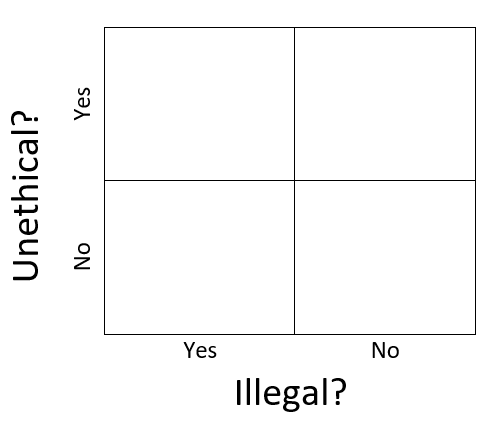 Unethical?
Yes
No
Yes No
Illegal?